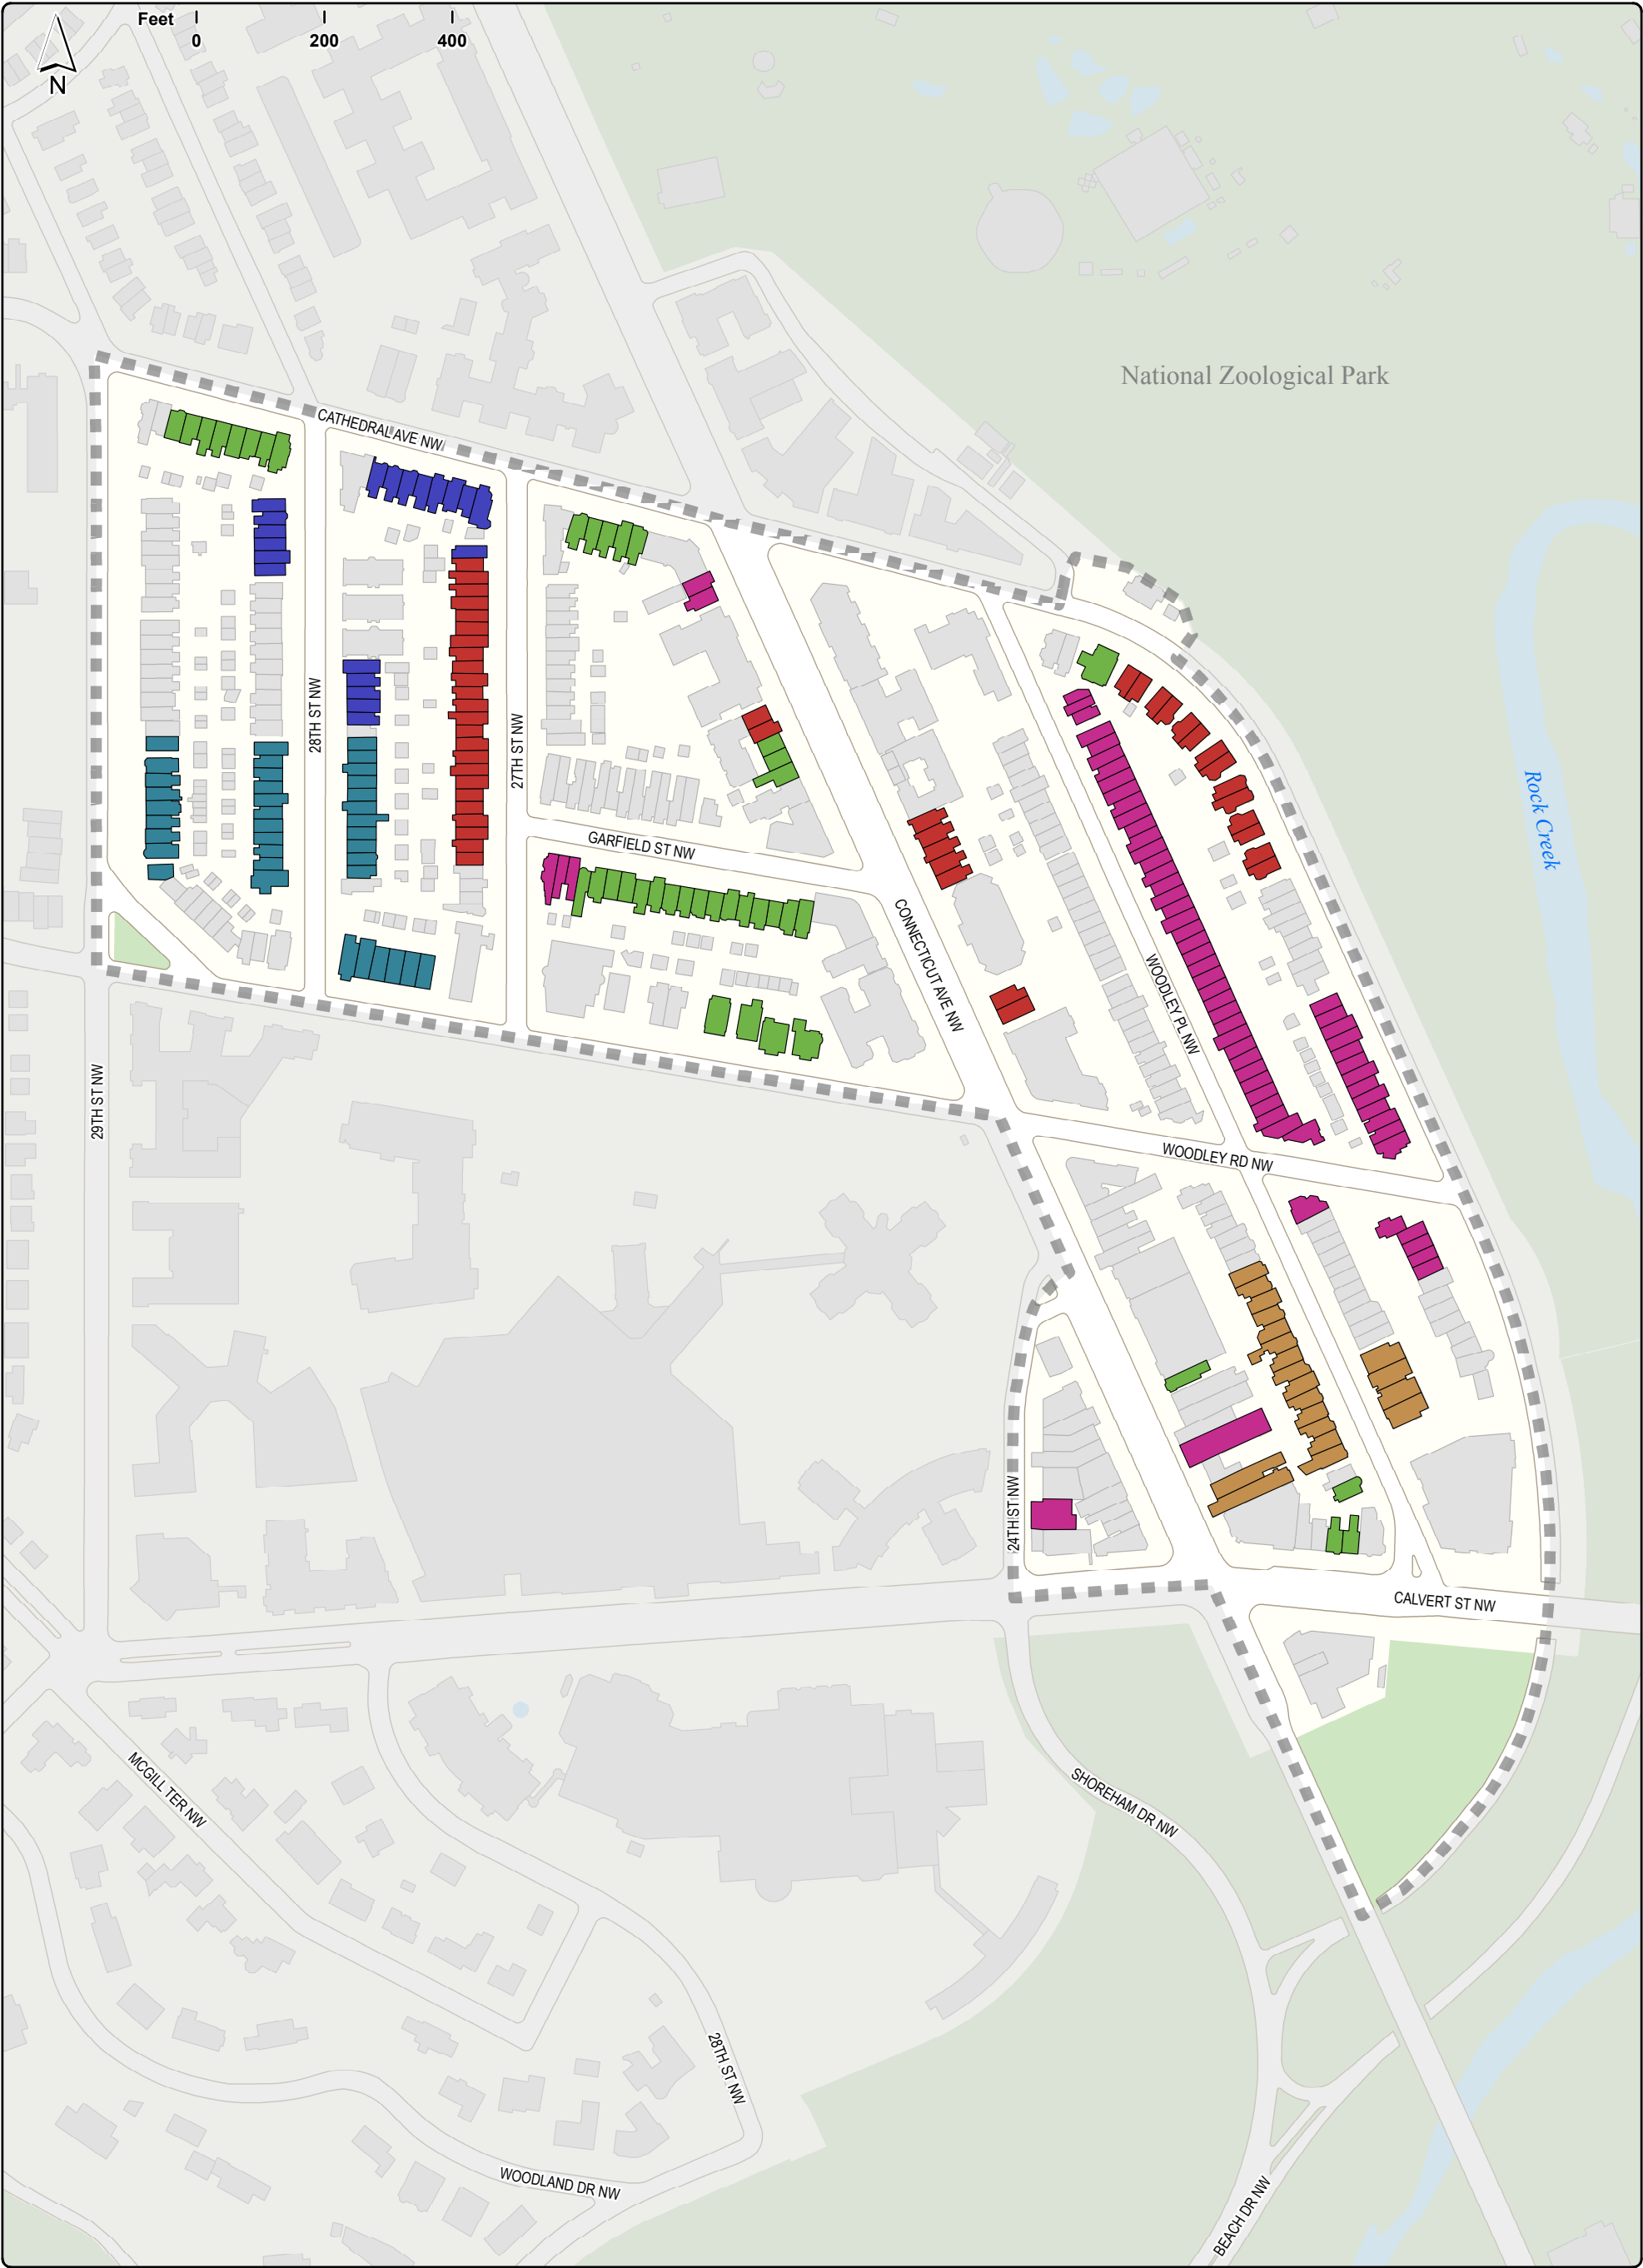 Feet
0 200 400
N
National Zoological Park
CATHEDRAL AVE NW
28TH ST NW
27TH ST NW
Rock Creek
GARFIELD ST NW
CONNECTICUT AVE NW
WOODLEY PL NW
29TH ST NW
WOODLEY RD NW
24TH ST NW
CALVERT ST NW
MCGILL TER NW
SHOREHAM DR NW
28TH ST NW
WOODLAND DR NW
BEACH DR NW